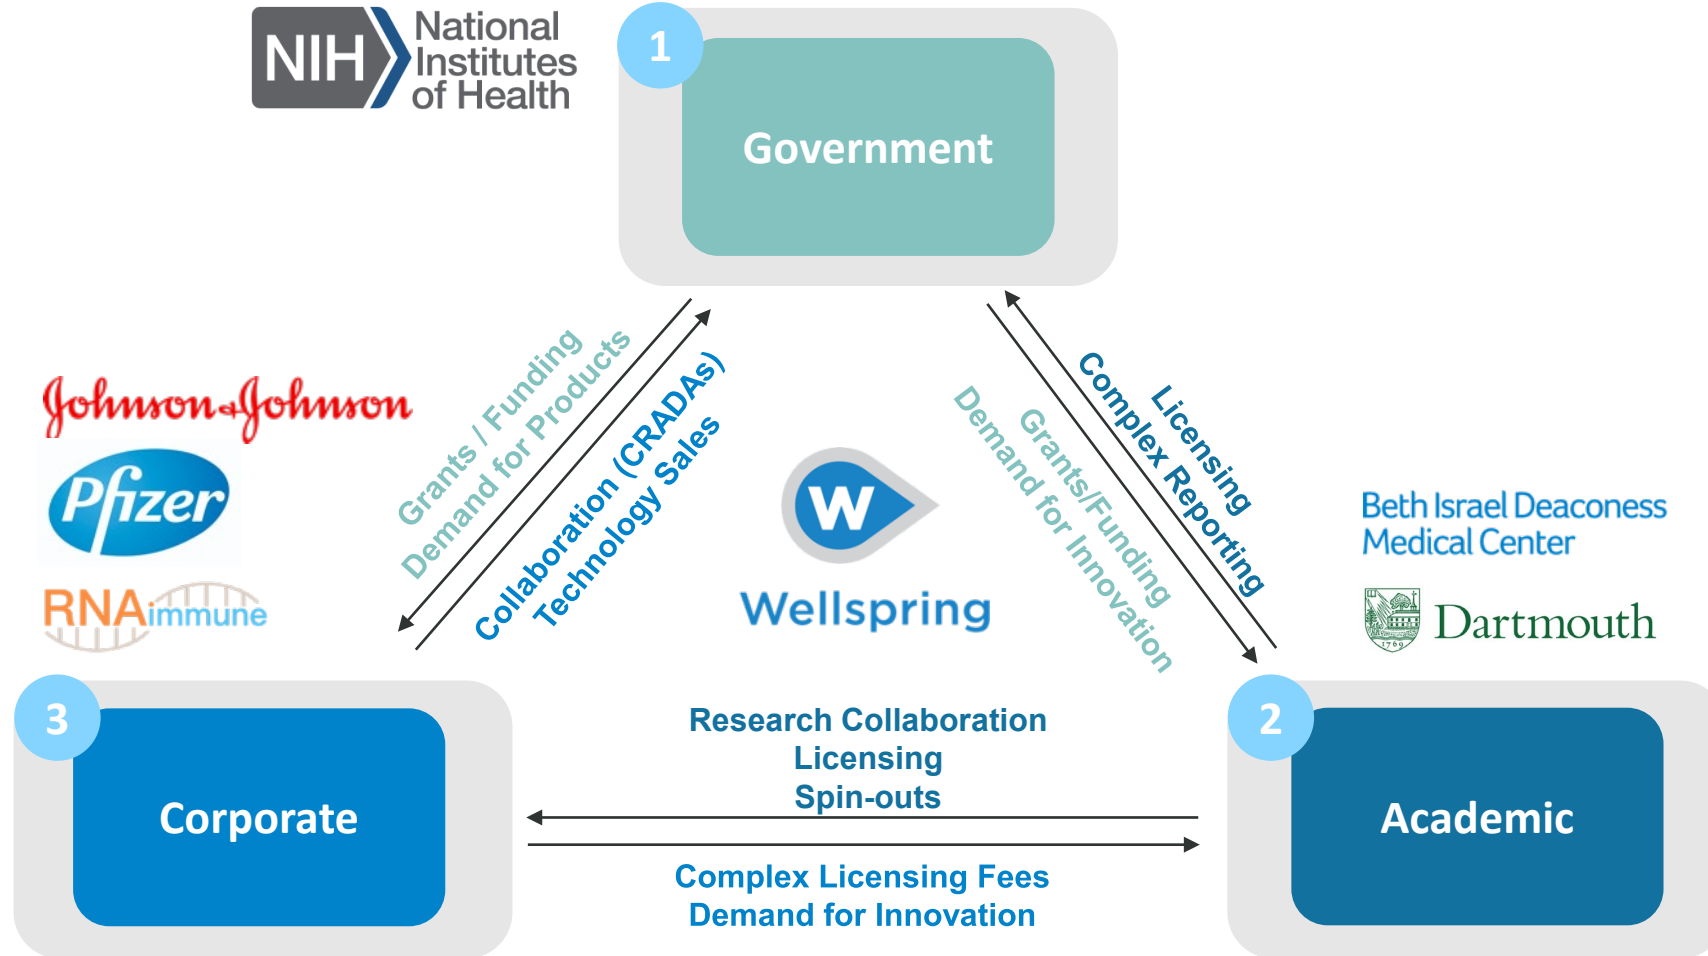 NIH
National
Institutes
of Health
1
Government
Grants / Funding
Demand for Products
Collaboration (CRADAs)
Technology Sales
Licensing
Complex Reporting
Grants/Funding
Demand for Innovation
Johnson & Johnson
Pfizer
RNAimmune
W
Wellspring
Beth Israel Deaconess
Medical Center
1769
Dartmouth
3
Corporate
Research Collaboration
Licensing
Spin-outs
Complex Licensing Fees
Demand for Innovation
2
Academic